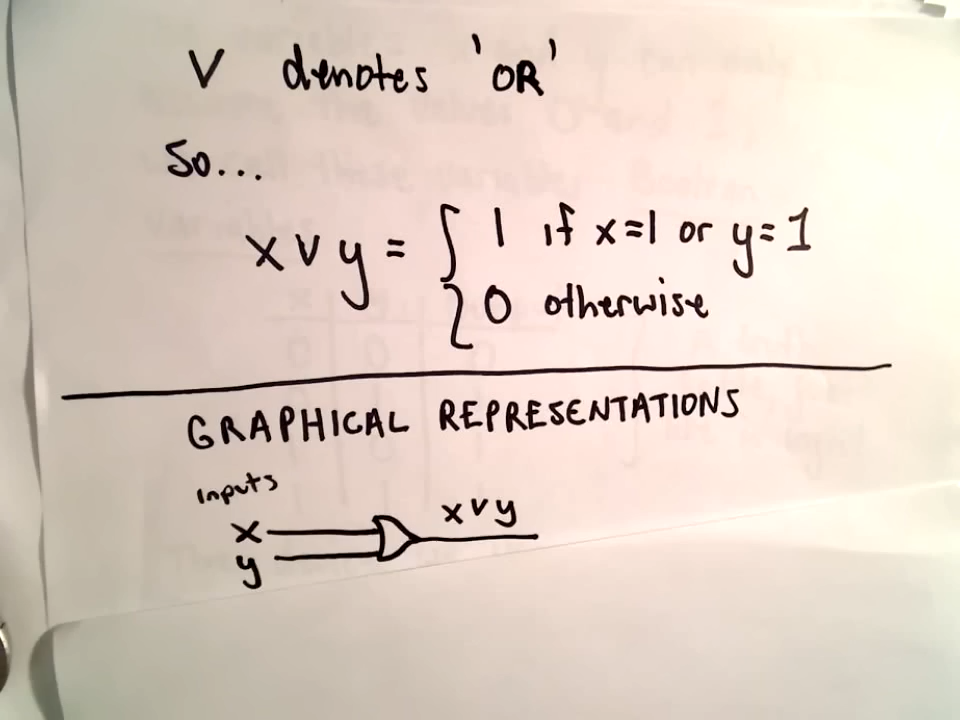 V denotes 'OR'
So...
x v y = { 1 if x=1 or y=1
0 otherwise
GRAPHICAL REPRESENTATIONS
inputs
x
x v y
y